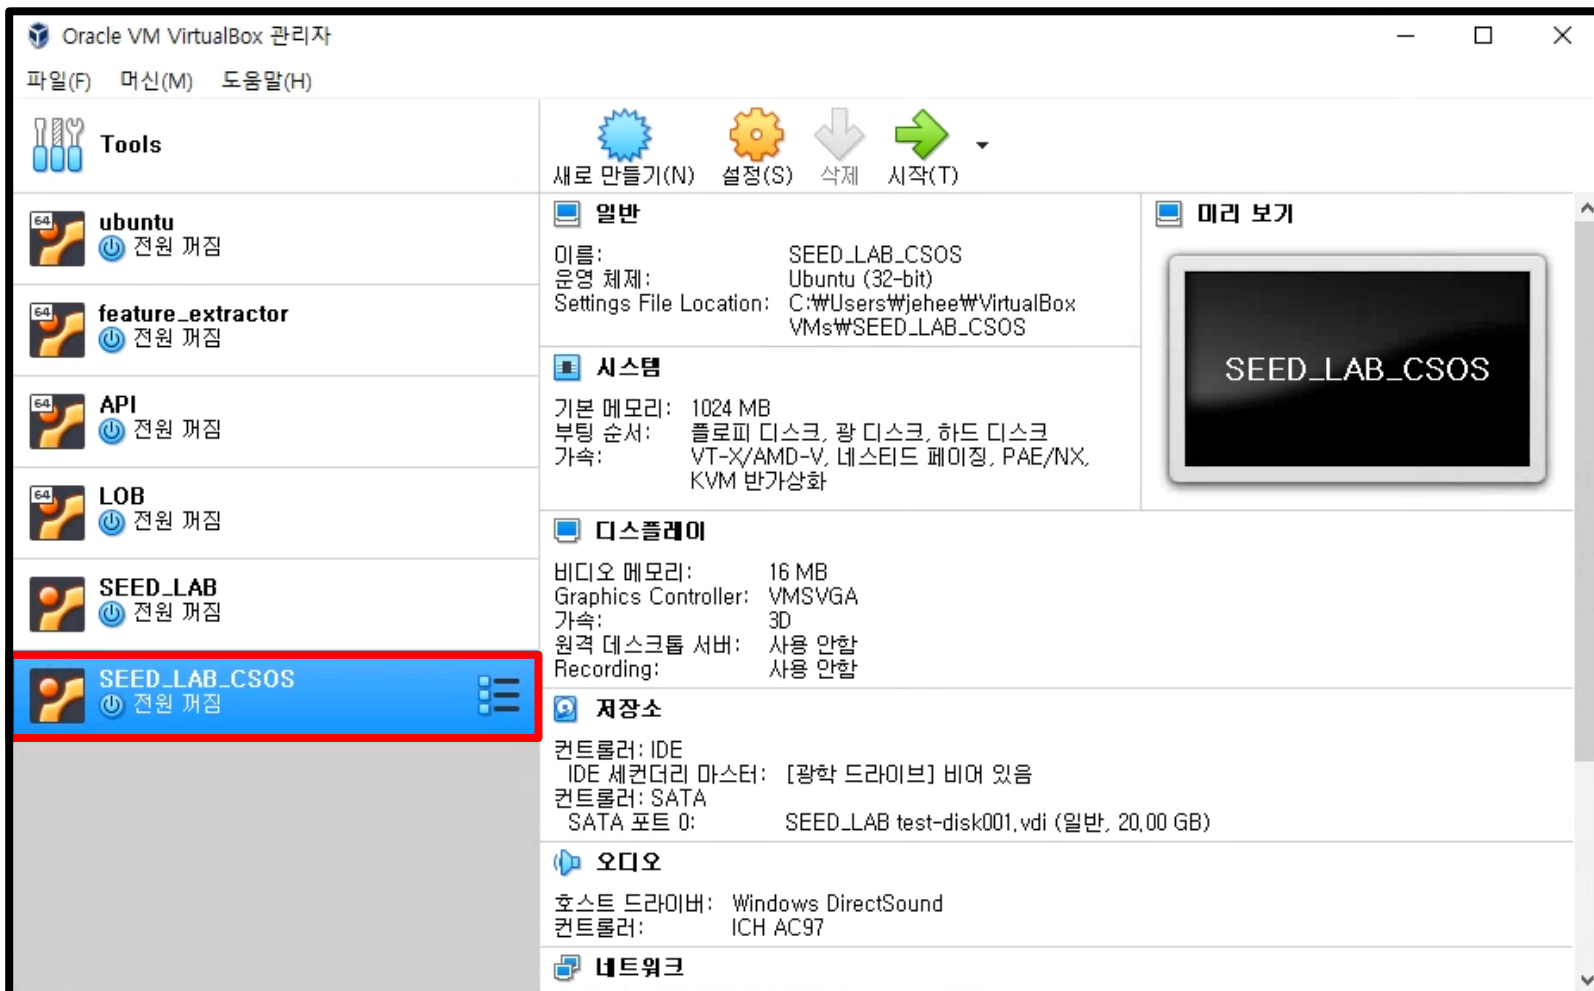 Oracle VM VirtualBox 관리자
파일(F) 머신(M) 도움말(H)
Tools
새로 만들기(N) 설정(S) 삭제 시작(T)
64
ubuntu
전원 꺼짐
64
feature_extractor
전원 꺼짐
64
API
전원 꺼짐
64
LOB
전원 꺼짐
SEED_LAB
전원 꺼짐
SEED_LAB_CSOS
전원 꺼짐
일반
이름: SEED_LAB_CSOS
운영 체제: Ubuntu (32-bit)
Settings File Location: C:₩Users₩jehee₩VirtualBox
VMs₩SEED_LAB_CSOS
미리 보기
SEED_LAB_CSOS
시스템
기본 메모리: 1024 MB
부팅 순서: 플로피 디스크, 광 디스크, 하드 디스크
가속: VT-X/AMD-V, 네스티드 페이징, PAE/NX,
KVM 반가상화
디스플레이
비디오 메모리: 16 MB
Graphics Controller: VMSVGA
가속: 3D
원격 데스크톱 서버: 사용 안함
Recording: 사용 안함
저장소
컨트롤러: IDE
IDE 세컨더리 마스터: [광학 드라이브] 비어 있음
컨트롤러: SATA
SATA 포트 0: SEED_LAB test-disk001.vdi (일반, 20.00 GB)
오디오
호스트 드라이버: Windows DirectSound
컨트롤러: ICH AC97
네트워크